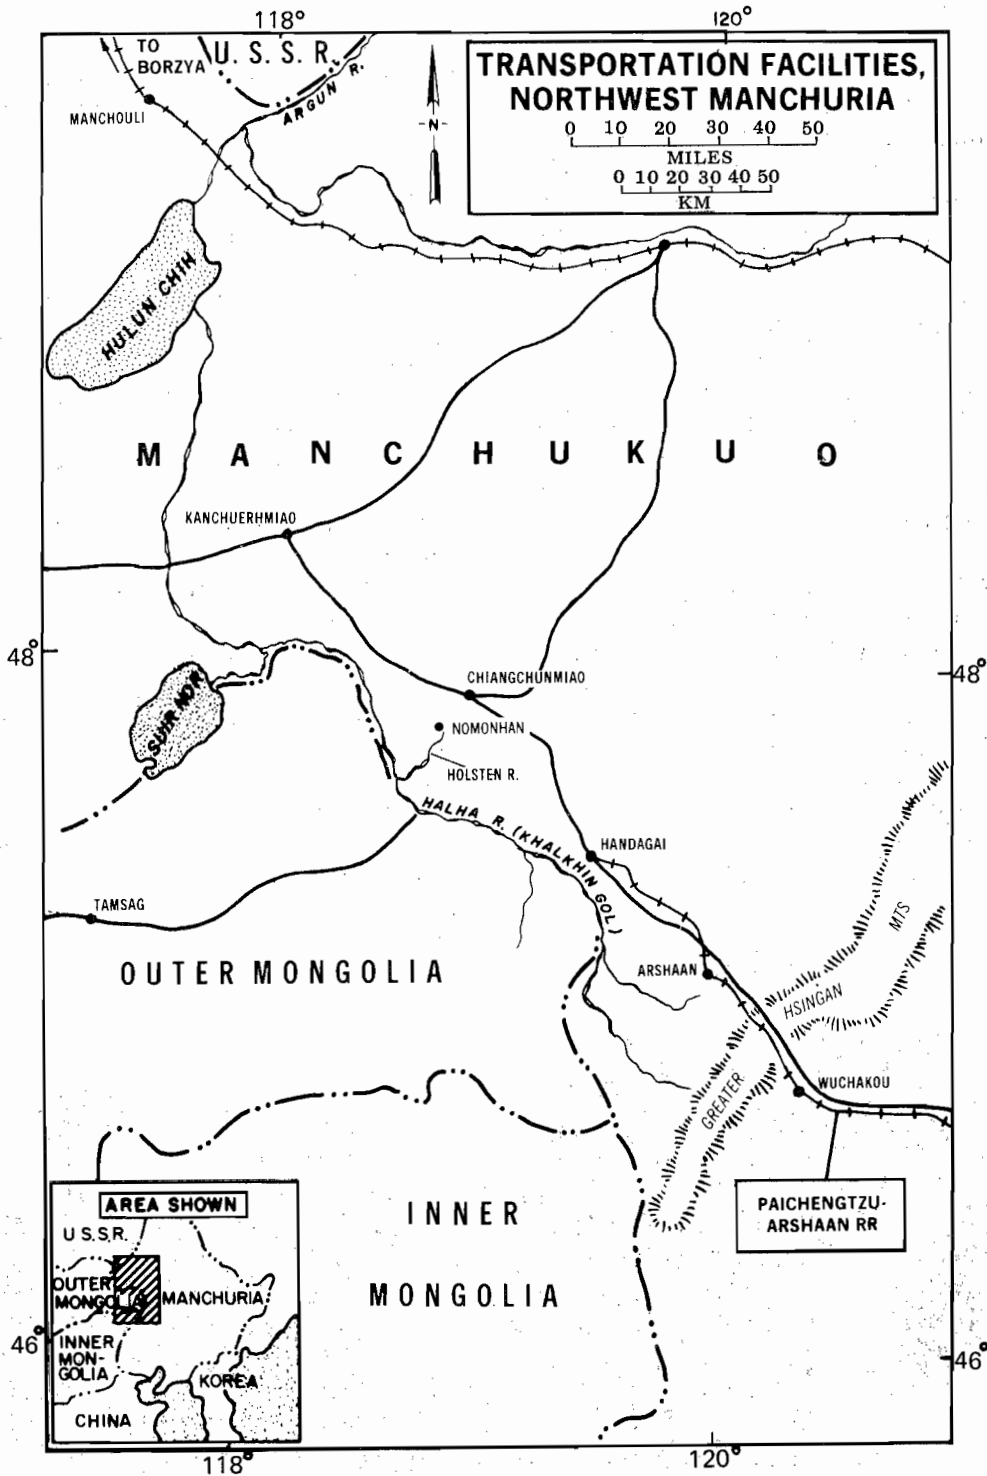 118°
120°
TO
BORZYA
U. S. S. R.
ARGUN R.
MANCHOULI
N
TRANSPORTATION FACILITIES,
NORTHWEST MANCHURIA
0 10 20 30 40 50
MILES
0 10 20 30 40 50
KM
HULUN CHIH
MANCHUKUO
KANCHUERHMIAO
48°
48°
CHIANGCHUNMIAO
SUIR NOR
NOMONHAN
HOLSTEN R.
HALHA R. (KHALKHIN GOL)
HANDAGAI
TAMSAG
MTS
OUTER MONGOLIA
ARSHAAN
HSINGAN
WUCHAKOU
GREATER
PAICHENGTZU-
ARSHAAN RR
INNER
MONGOLIA
AREA SHOWN
U.S.S.R.
OUTER
MONGOLIA
MANCHURIA
INNER
MON-
GOLIA
KOREA
CHINA
46°
46°
118°
120°